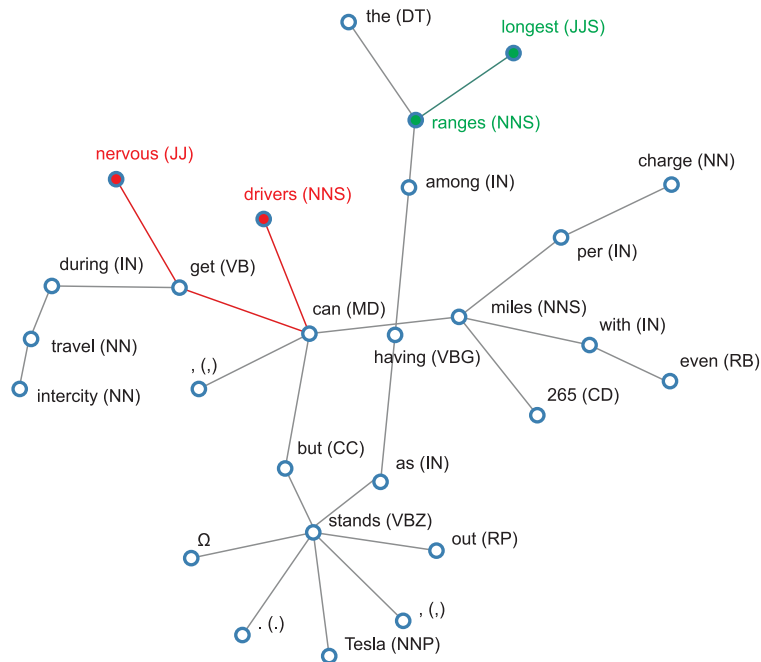 the (DT)
longest (JJS)
ranges (NNS)
nervous (JJ)
charge (NN)
among (IN)
drivers (NNS)
per (IN)
during (IN)
get (VB)
can (MD)
miles (NNS)
with (IN)
travel (NN)
having (VBG)
even (RB)
, (,)
intercity (NN)
265 (CD)
but (CC)
as (IN)
stands (VBZ)
Ω
out (RP)
. (.)
, (,)
Tesla (NNP)